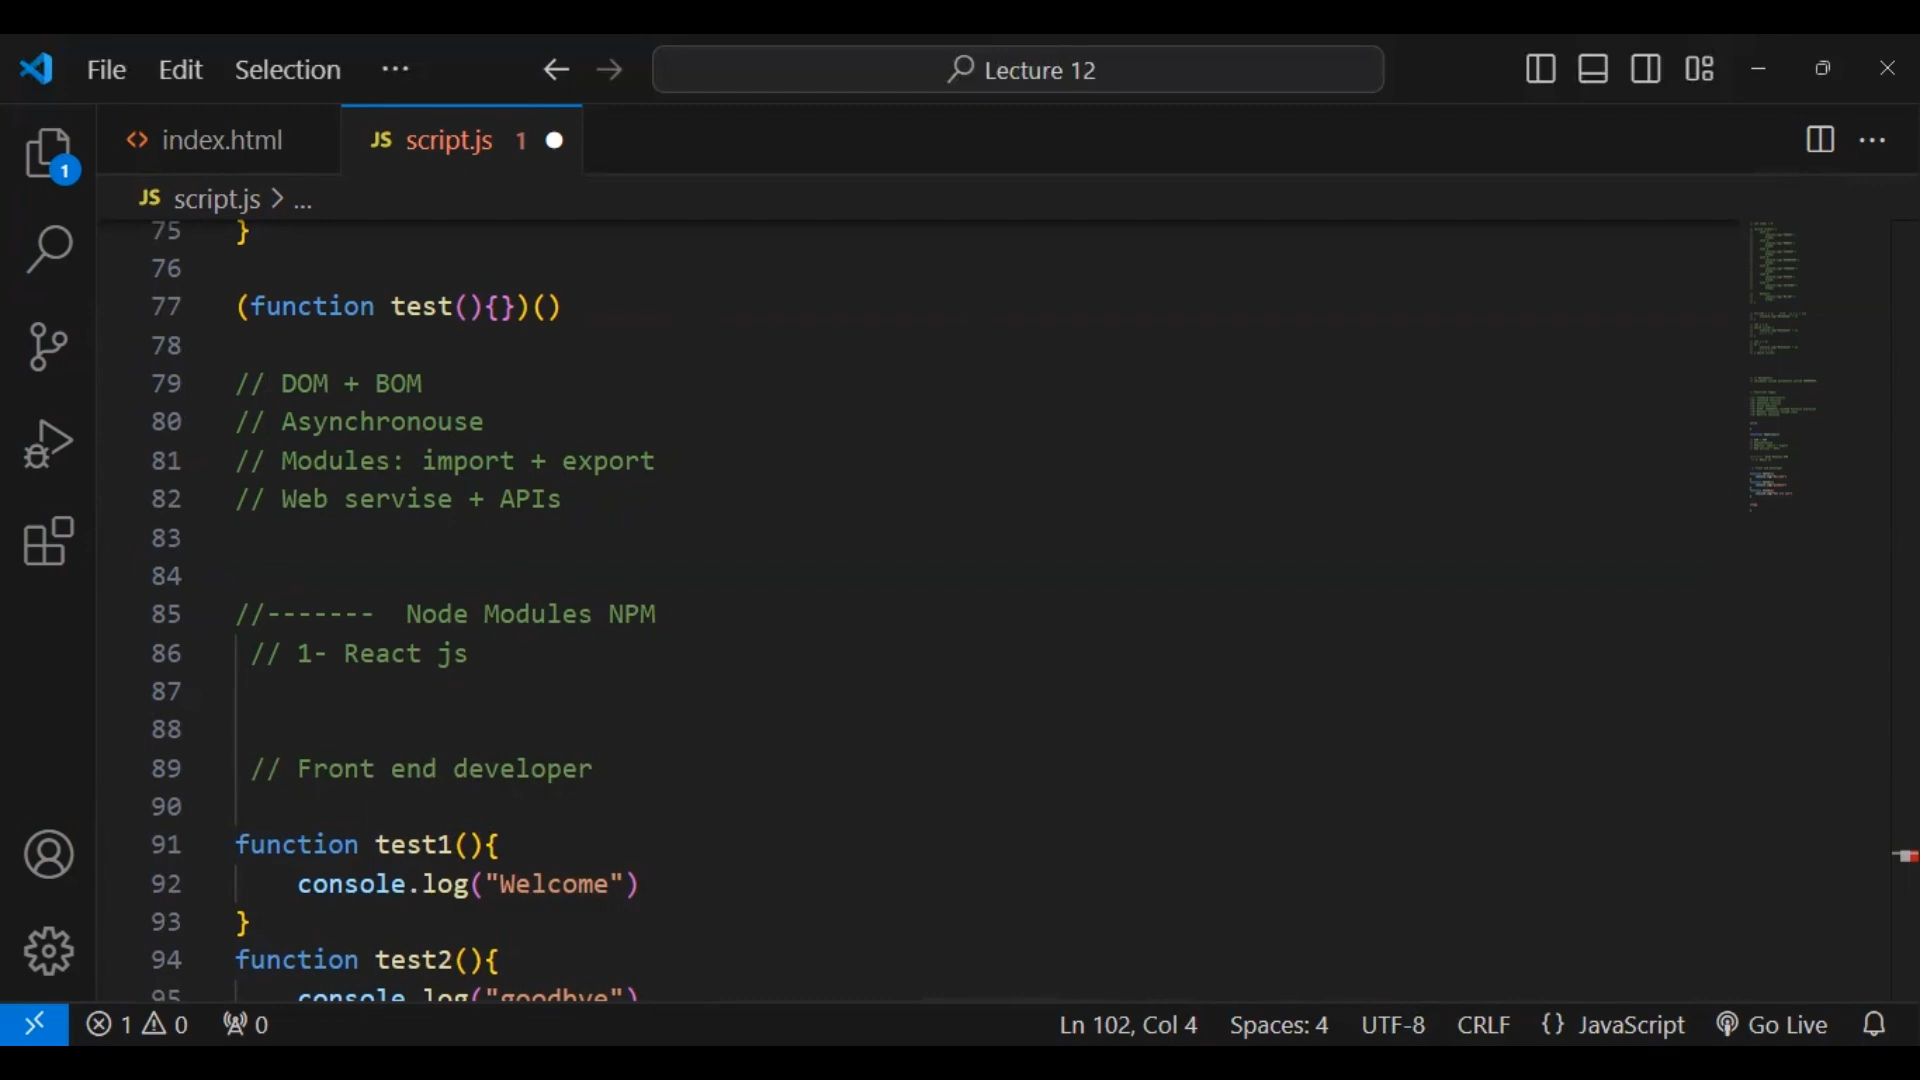 File Edit Selection ··· Lecture 12
index.html JS script.js 1
JS script.js > ...
75 }
76
77 (function test(){})()
78
79 // DOM + BOM
80 // Asynchronouse
81 // Modules: import + export
82 // Web servise + APIs
83
84
85 //------- Node Modules NPM
86 // 1- React js
87
88
89 // Front end developer
90
91 function test1(){
92 console.log("Welcome")
93 }
94 function test2(){
95 console.log("goodbye")
1 0 0 Ln 102, Col 4 Spaces: 4 UTF-8 CRLF {} JavaScript Go Live
1